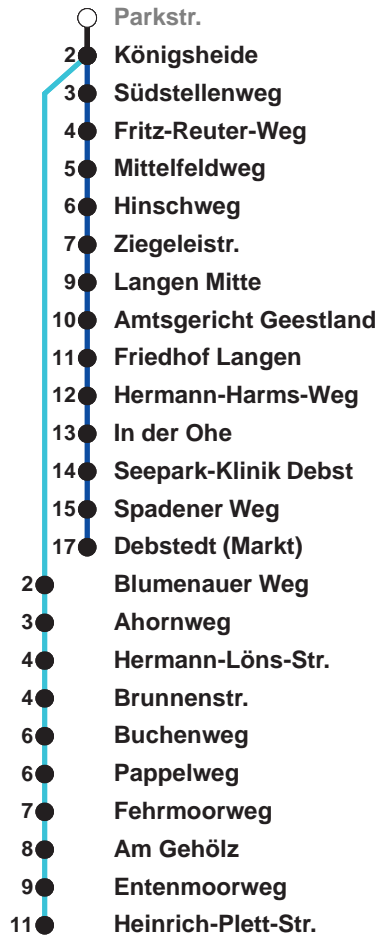 Parkstr.
2 Königsheide
3 Südstellenweg
4 Fritz-Reuter-Weg
5 Mittelfeldweg
6 Hinschweg
7 Ziegeleistr.
9 Langen Mitte
10 Amtsgericht Geestland
11 Friedhof Langen
12 Hermann-Harms-Weg
13 In der Ohe
14 Seepark-Klinik Debst
15 Spadener Weg
17 Debstedt (Markt)
2 Blumenauer Weg
3 Ahornweg
4 Hermann-Löns-Str.
4 Brunnenstr.
6 Buchenweg
6 Pappelweg
7 Fehrmoorweg
8 Am Gehölz
9 Entenmoorweg
11 Heinrich-Plett-Str.